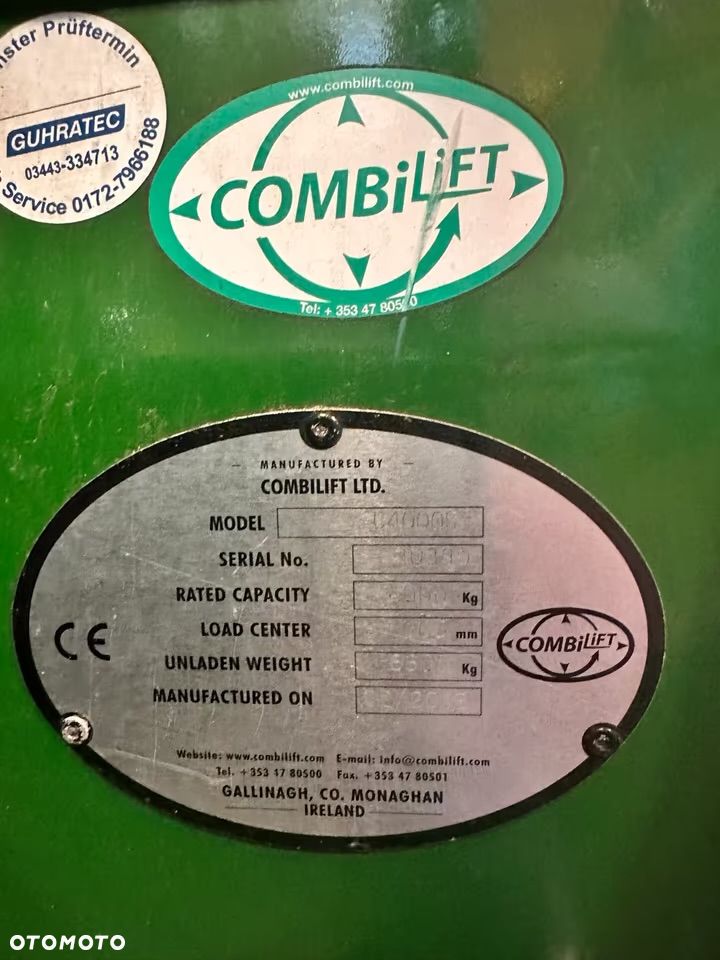 Prüftermin
GUHRATEC
03443-334713
Service 0172-7966188
www.combilift.com
COMBiLiFT
Tel: + 353 47 805
MANUFACTURED BY
COMBILIFT LTD.
MODEL
SERIAL No.
RATED CAPACITY Kg
LOAD CENTER mm
UNLADEN WEIGHT Kg
MANUFACTURED ON
CE
COMBiLiFT
Website: www.combilift.com E-mail: info@combilift.com
Tel. +353 47 80500 Fax. +353 47 80501
GALLINAGH, CO. MONAGHAN
IRELAND
OTOMOTO